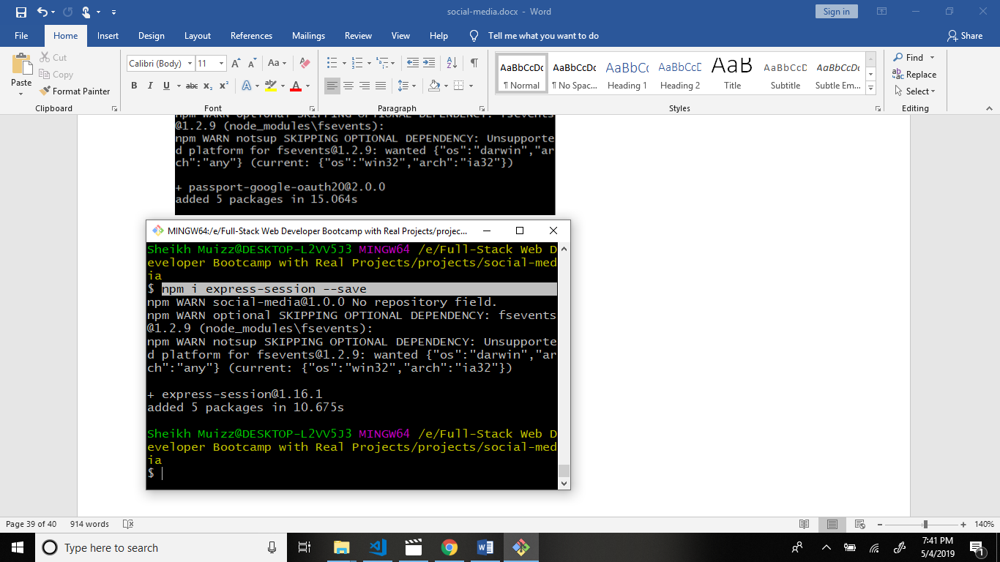 social-media.docx - Word
Sign in
File Home Insert Design Layout References Mailings Review View Help Tell me what you want to do Share
Paste
Cut
Copy
Format Painter
Clipboard
Calibri (Body) 11
Font
Paragraph
AaBbCcDc AaBbCcDc AaBbCc AaBbCcD AaB AaBbCcD AaBbCcDc
¶ Normal ¶ No Spac... Heading 1 Heading 2 Title Subtitle Subtle Em...
Styles
Find
Replace
Select
Editing
npm WARN optional SKIPPING OPTIONAL DEPENDENCY: fsevents
@1.2.9 (node_modules\fsevents):
npm WARN notsup SKIPPING OPTIONAL DEPENDENCY: Unsupporte
d platform for fsevents@1.2.9: wanted {"os":"darwin","ar
ch":"any"} (current: {"os":"win32","arch":"ia32"})
+ passport-google-oauth20@2.0.0
added 5 packages in 15.064s
MINGW64:/e/Full-Stack Web Developer Bootcamp with Real Projects/projec...
Sheikh Muizz@DESKTOP-L2VV5J3 MINGW64 /e/Full-Stack Web D
eveloper Bootcamp with Real Projects/projects/social-med
ia
$ npm i express-session --save
npm WARN social-media@1.0.0 No repository field.
npm WARN optional SKIPPING OPTIONAL DEPENDENCY: fsevents
@1.2.9 (node_modules\fsevents):
npm WARN notsup SKIPPING OPTIONAL DEPENDENCY: Unsupporte
d platform for fsevents@1.2.9: wanted {"os":"darwin","ar
ch":"any"} (current: {"os":"win32","arch":"ia32"})
+ express-session@1.16.1
added 5 packages in 10.675s
Sheikh Muizz@DESKTOP-L2VV5J3 MINGW64 /e/Full-Stack Web D
eveloper Bootcamp with Real Projects/projects/social-med
ia
$
Page 39 of 40 914 words 140%
Type here to search
7:41 PM
5/4/2019
1